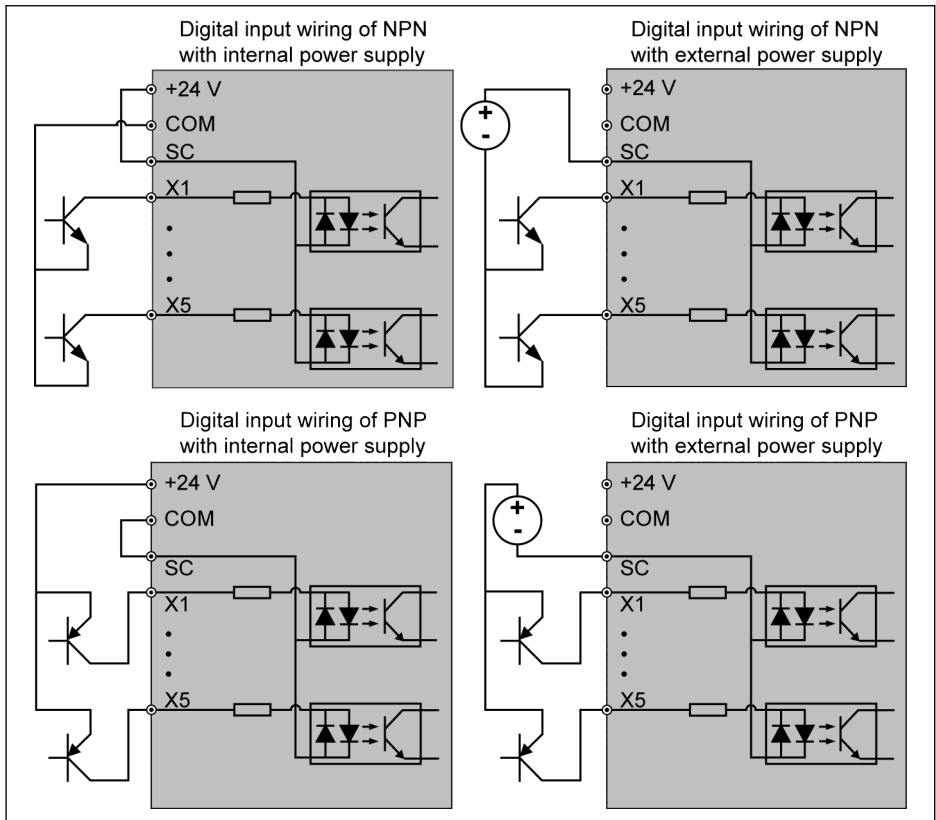 Digital input wiring of NPN
with internal power supply
+24 V
COM
SC
X1
X5
Digital input wiring of NPN
with external power supply
+
-
+24 V
COM
SC
X1
X5
Digital input wiring of PNP
with internal power supply
+24 V
COM
SC
X1
X5
Digital input wiring of PNP
with external power supply
+
-
+24 V
COM
SC
X1
X5